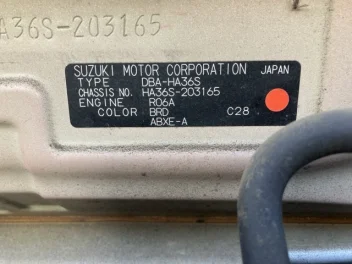 A36S-203165
SUZUKI MOTOR CORPORATION JAPAN
TYPE DBA-HA36S
CHASSIS NO. HA36S-203165
ENGINE R06A
COLOR BRD C28
ABXE-A